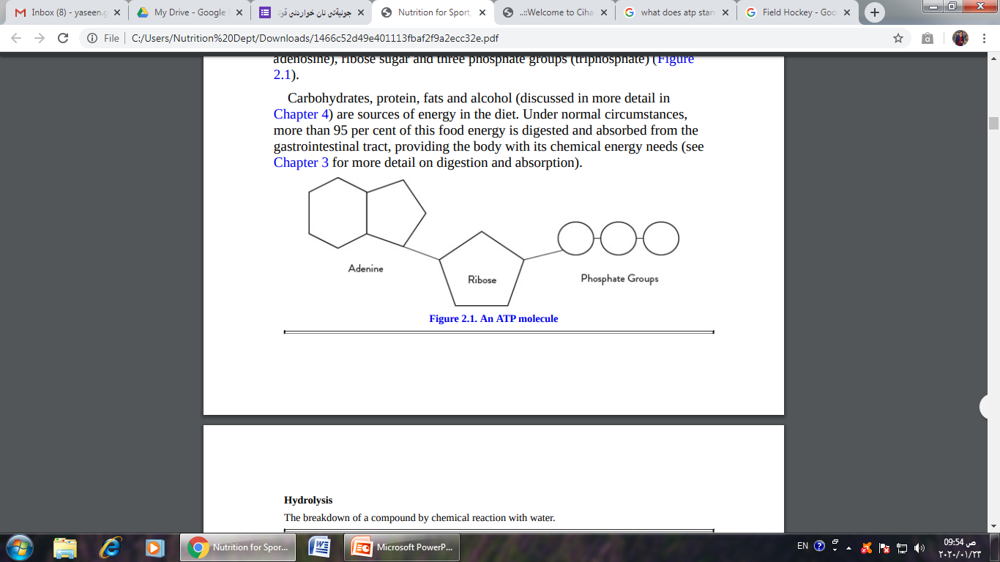 Inbox (8) - yaseen.g
My Drive - Google
جونيةتى نان خواردنى قوت
Nutrition for Sport
..::Welcome to Ciha
what does atp stan
Field Hockey - Goo
File | C:/Users/Nutrition%20Dept/Downloads/1466c52d49e401113fbaf2f9a2ecc32e.pdf
adenosine), ribose sugar and three phosphate groups (triphosphate) (Figure
2.1).
Carbohydrates, protein, fats and alcohol (discussed in more detail in
Chapter 4) are sources of energy in the diet. Under normal circumstances,
more than 95 per cent of this food energy is digested and absorbed from the
gastrointestinal tract, providing the body with its chemical energy needs (see
Chapter 3 for more detail on digestion and absorption).
Adenine
Ribose
Phosphate Groups
Figure 2.1. An ATP molecule
Hydrolysis
The breakdown of a compound by chemical reaction with water.
Nutrition for Spor...
Microsoft PowerP...
EN
09:54 ص
٢٠٢٠/٠١/٢٣